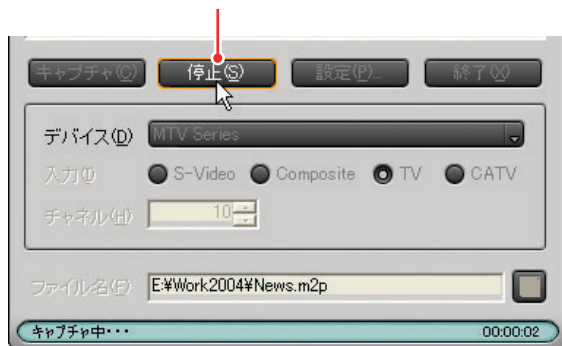 キャプチャ(C) 停止(S) 設定(P)... 終了(X)
デバイス(D) MTV Series
入力(I) S-Video Composite TV CATV
チャネル(H) 10
ファイル名(F) E:¥Work2004¥News.m2p
キャプチャ中・・・ 00:00:02